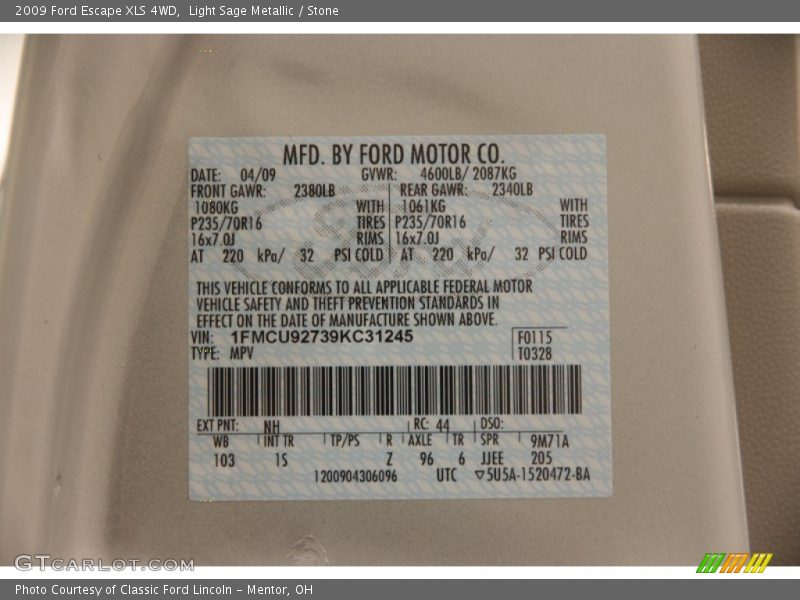 2009 Ford Escape XLS 4WD, Light Sage Metallic / Stone
MFD. BY FORD MOTOR CO.
DATE: 04/09 GVWR: 4600LB/ 2087KG
FRONT GAWR: 2380LB REAR GAWR: 2340LB
1080KG WITH 1061KG WITH
P235/70R16 TIRES P235/70R16 TIRES
16x7.0J RIMS 16x7.0J RIMS
AT 220 kPa/ 32 PSI COLD AT 220 kPa/ 32 PSI COLD
THIS VEHICLE CONFORMS TO ALL APPLICABLE FEDERAL MOTOR
VEHICLE SAFETY AND THEFT PREVENTION STANDARDS IN
EFFECT ON THE DATE OF MANUFACTURE SHOWN ABOVE.
VIN: 1FMCU92739KC31245 F0115
TYPE: MPV T0328
EXT PNT: NH RC: 44 DSO:
WB INT TR TP/PS R AXLE TR SPR 9M71A
103 1S Z 96 6 JJEE 205
1200904306096 UTC ▽5U5A-1520472-BA
GTCARLOT.COM
Photo Courtesy of Classic Ford Lincoln - Mentor, OH